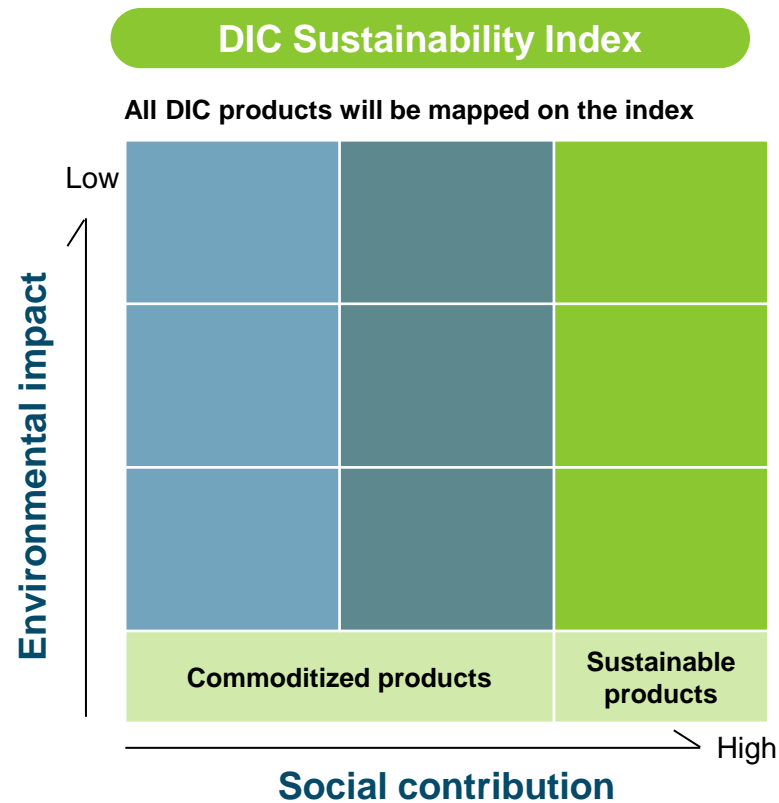 DIC Sustainability Index
All DIC products will be mapped on the index
Low
Environmental impact
Commoditized products
Sustainable
products
High
Social contribution